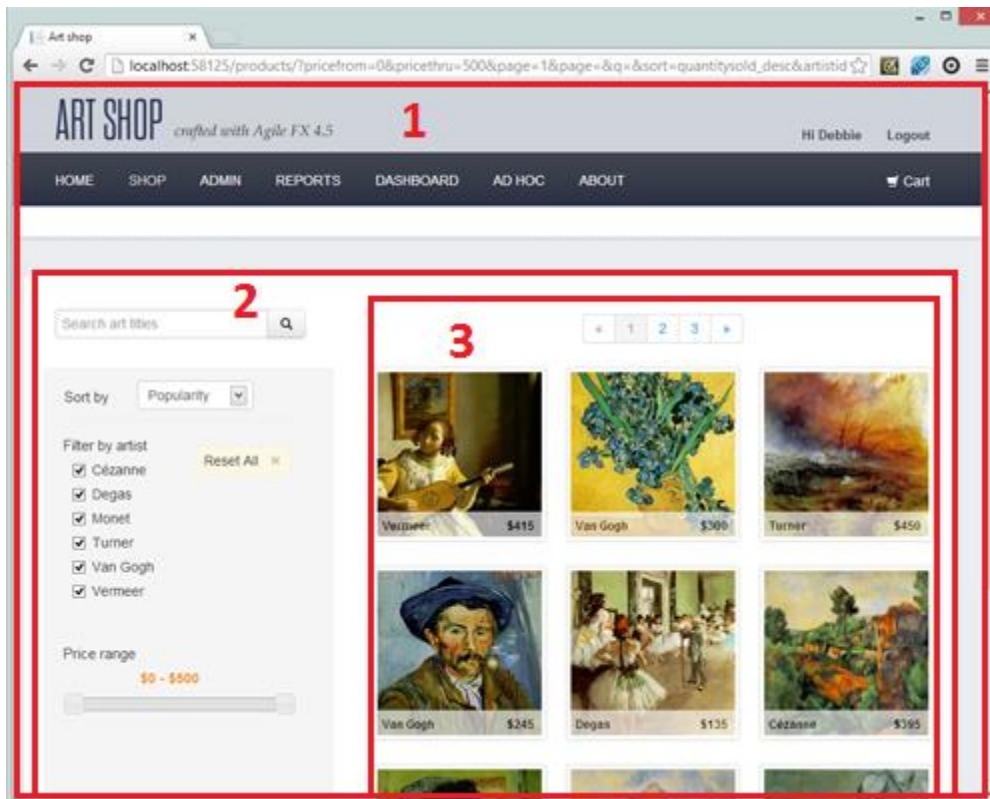 Art shop
localhost:58125/products/?pricefrom=0&pricethru=500&page=1&page=&q=&sort=quantitysold_desc&artistid
ART SHOP crafted with Agile FX 4.5
1
Hi Debbie Logout
HOME SHOP ADMIN REPORTS DASHBOARD AD HOC ABOUT Cart
2
Search art titles
3
« 1 2 3 »
Sort by Popularity
Filter by artist
Reset All ×
Cézanne
Degas
Monet
Turner
Van Gogh
Vermeer
Price range
$0 - $500
Vermeer $415
Van Gogh $300
Turner $450
Van Gogh $245
Degas $135
Cézanne $395